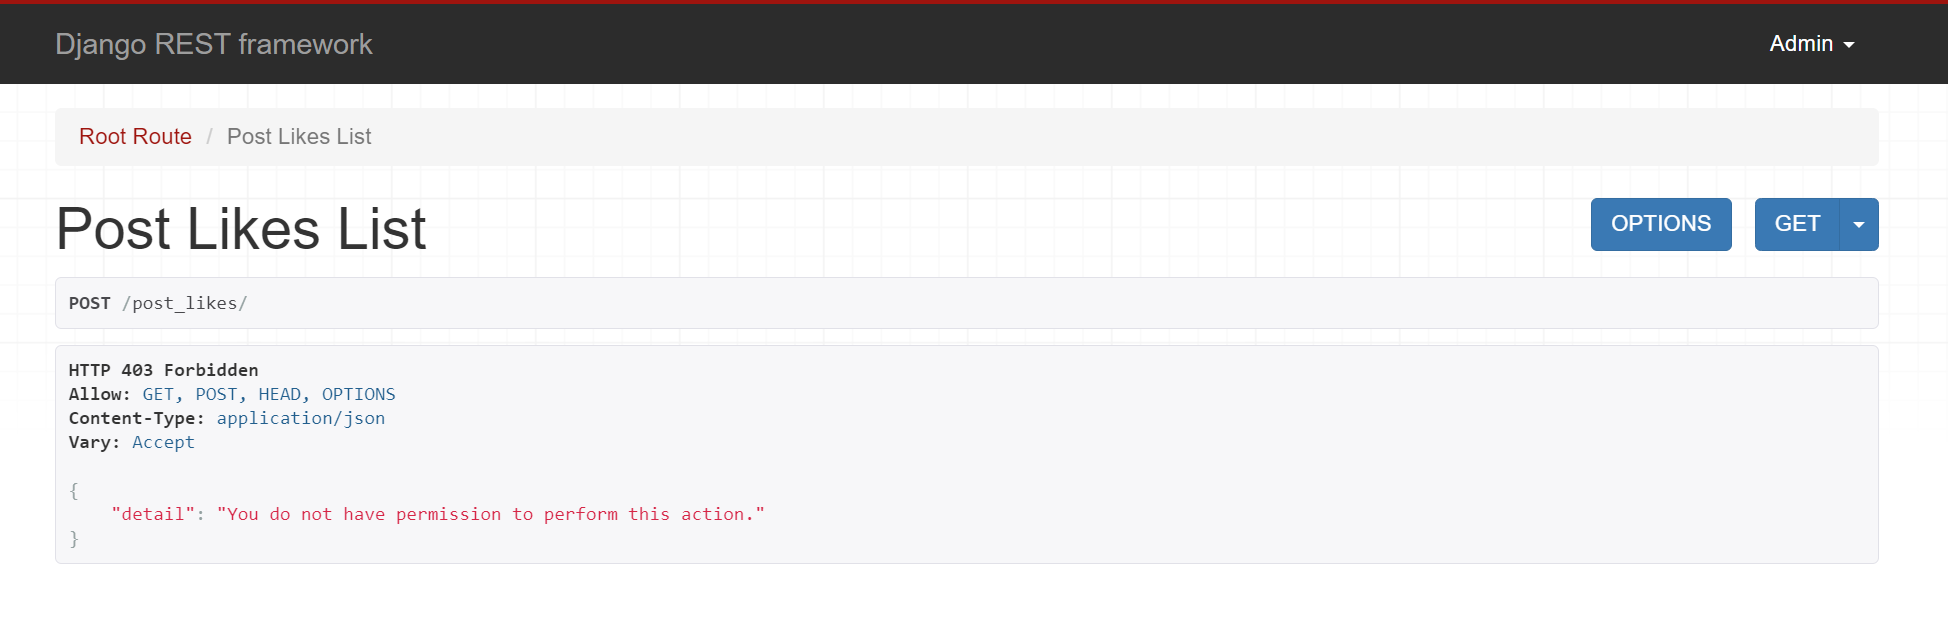 Django REST framework
Admin
Root Route / Post Likes List
Post Likes List
OPTIONS
GET
POST /post_likes/
HTTP 403 Forbidden
Allow: GET, POST, HEAD, OPTIONS
Content-Type: application/json
Vary: Accept
{
    "detail": "You do not have permission to perform this action."
}